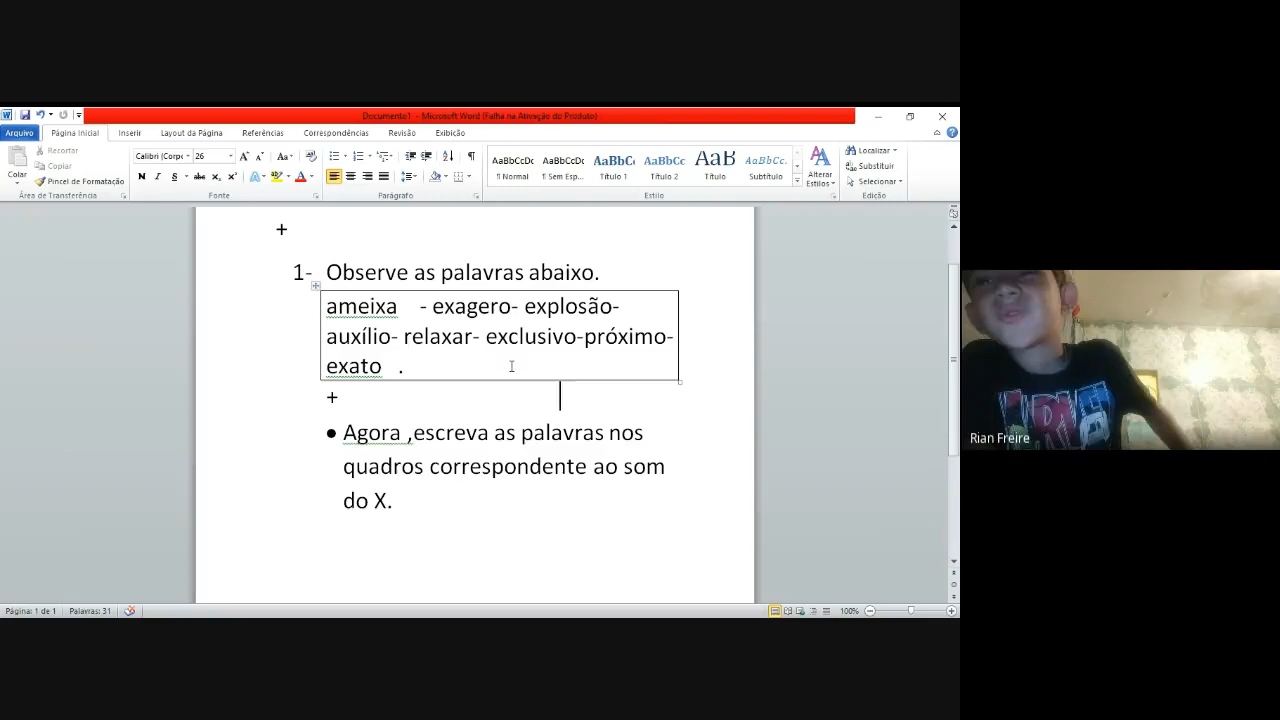 Documento1 - Microsoft Word (Falha na Ativação do Produto)
Arquivo Página Inicial Inserir Layout da Página Referências Correspondências Revisão Exibição
Colar
Recortar
Copiar
Pincel de Formatação
Área de Transferência
Calibri (Corpo 26
N I S abc
Fonte
Parágrafo
AaBbCcDc AaBbCcDc AaBbCc AaBbCc AaB AaBbCc.
¶ Normal ¶ Sem Esp... Título 1 Título 2 Título Subtítulo
Alterar
Estilos
Estilo
Localizar
Substituir
Selecionar
Edição
+
1- Observe as palavras abaixo.
ameixa - exagero- explosão-
auxílio- relaxar- exclusivo-próximo-
exato .
+
• Agora ,escreva as palavras nos
quadros correspondente ao som
do X.
Página: 1 de 1 Palavras: 31
100%
Rian Freire